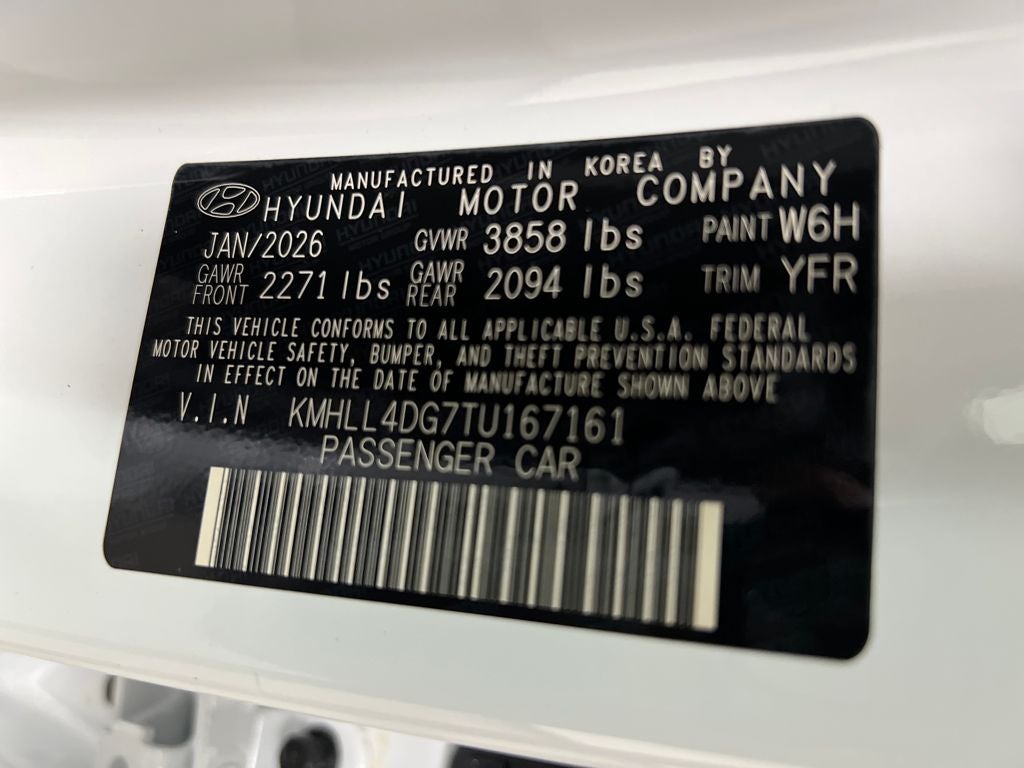 MANUFACTURED IN KOREA BY
HYUNDAI MOTOR COMPANY
JAN/2026 GVWR 3858 lbs PAINT W6H
GAWR FRONT 2271 lbs GAWR REAR 2094 lbs TRIM YFR
THIS VEHICLE CONFORMS TO ALL APPLICABLE U.S.A. FEDERAL
MOTOR VEHICLE SAFETY, BUMPER, AND THEFT PREVENTION STANDARDS
IN EFFECT ON THE DATE OF MANUFACTURE SHOWN ABOVE
V.I.N KMHLL4DG7TU167161
PASSENGER CAR